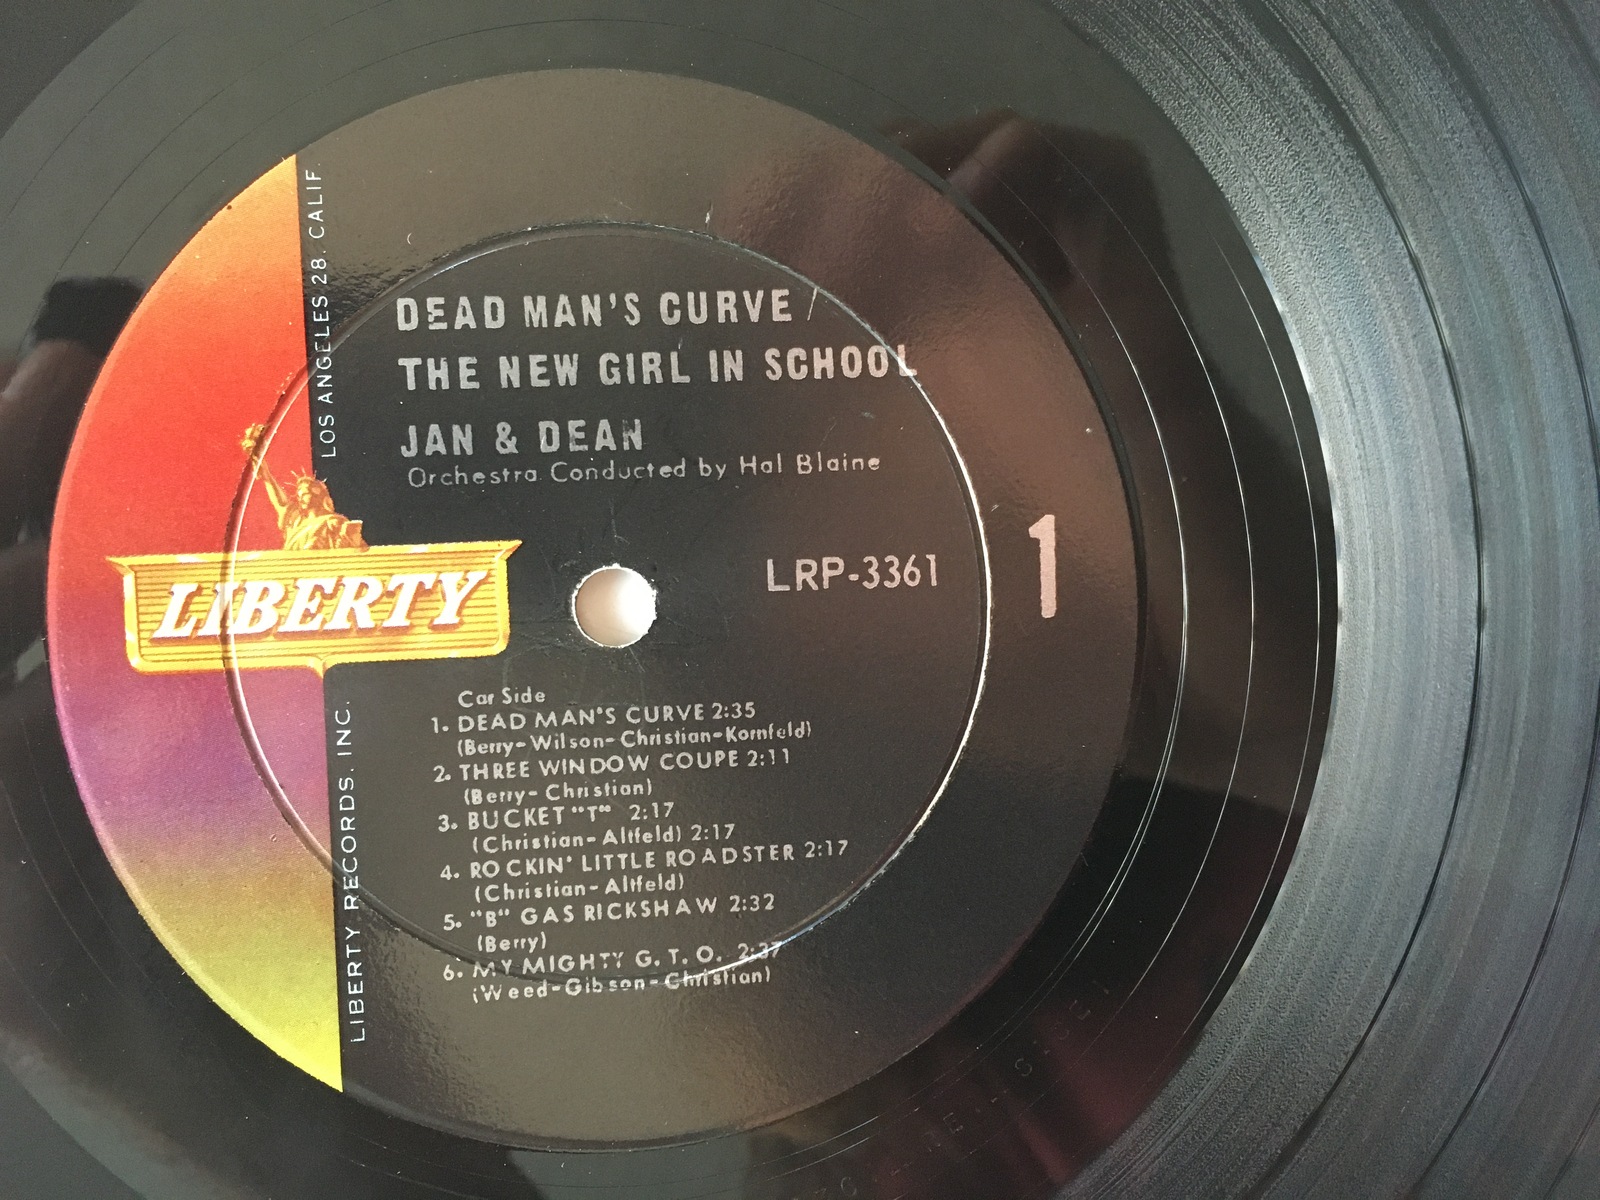 DEAD MAN'S CURVE /
THE NEW GIRL IN SCHOOL
JAN & DEAN
Orchestra Conducted by Hal Blaine
LOS ANGELES 28. CALIF
LIBERTY
LRP-3361
1
LIBERTY RECORDS, INC.
Car Side
1. DEAD MAN'S CURVE 2:35
(Berry-Wilson-Christian-Kornfeld)
2. THREE WINDOW COUPE 2:11
(Berry-Christian)
3. BUCKET "T" 2:17
(Christian-Altfeld) 2:17
4. ROCKIN' LITTLE ROADSTER 2:17
(Christian-Altfeld)
5. "B" GAS RICKSHAW 2:32
(Berry)
6. MY MIGHTY G. T. O. 2:37
(Weed-Gibson-Christian)